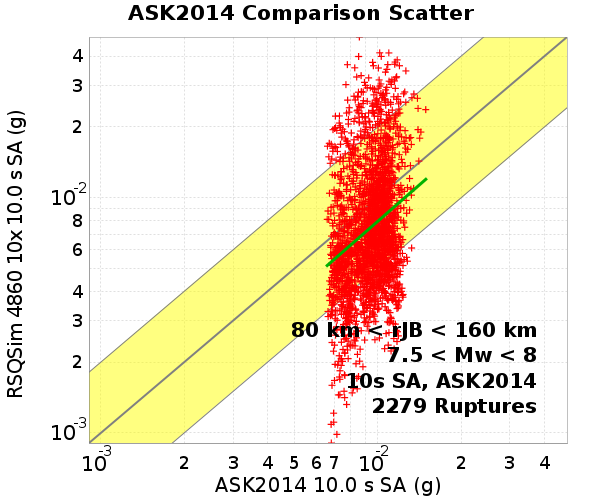 ASK2014 Comparison Scatter
RSQSim 4860 10x 10.0 s SA (g)
4
3
2
10-2
8
6
4
3
2
10-3
80 km < rJB < 160 km
7.5 < Mw < 8
10s SA, ASK2014
2279 Ruptures
10-3 2 3 4 5 6 7 10-2 2 3 4
ASK2014 10.0 s SA (g)